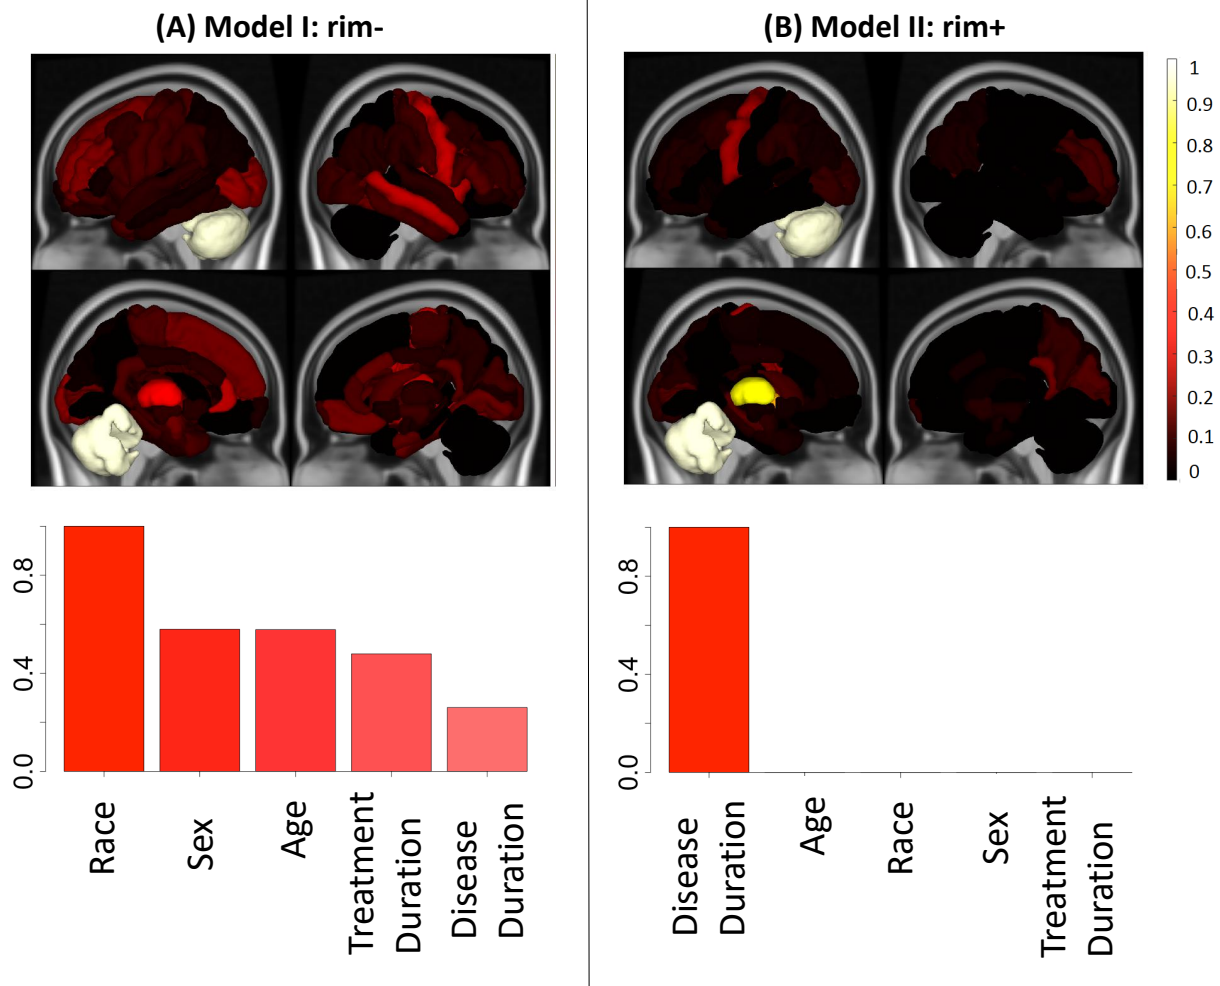 (A) Model I: rim-
(B) Model II: rim+
1
0.9
0.8
0.7
0.6
0.5
0.4
0.3
0.2
0.1
0
0.8
0.4
0.0
Race
Sex
Age
Treatment
Duration
Disease
Duration
0.8
0.4
0.0
Disease
Duration
Age
Race
Sex
Treatment
Duration